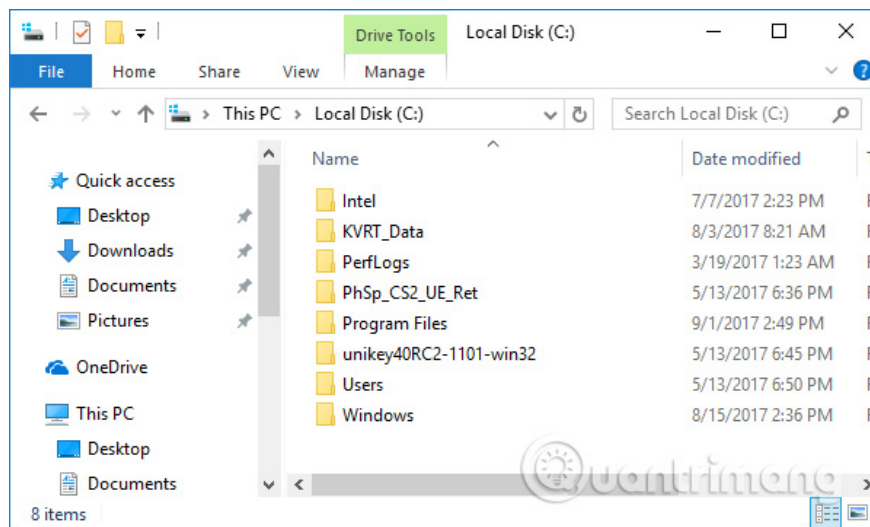 Drive Tools Local Disk (C:)
File Home Share View Manage
This PC > Local Disk (C:) Search Local Disk (C:)
Name Date modified
Quick access
Desktop
Downloads
Documents
Pictures
OneDrive
This PC
Desktop
Documents
Intel 7/7/2017 2:23 PM
KVRT_Data 8/3/2017 8:21 AM
PerfLogs 3/19/2017 1:23 AM
PhSp_CS2_UE_Ret 5/13/2017 6:36 PM
Program Files 9/1/2017 2:49 PM
unikey40RC2-1101-win32 5/13/2017 6:45 PM
Users 5/13/2017 6:50 PM
Windows 8/15/2017 2:36 PM
Quantrimang
8 items